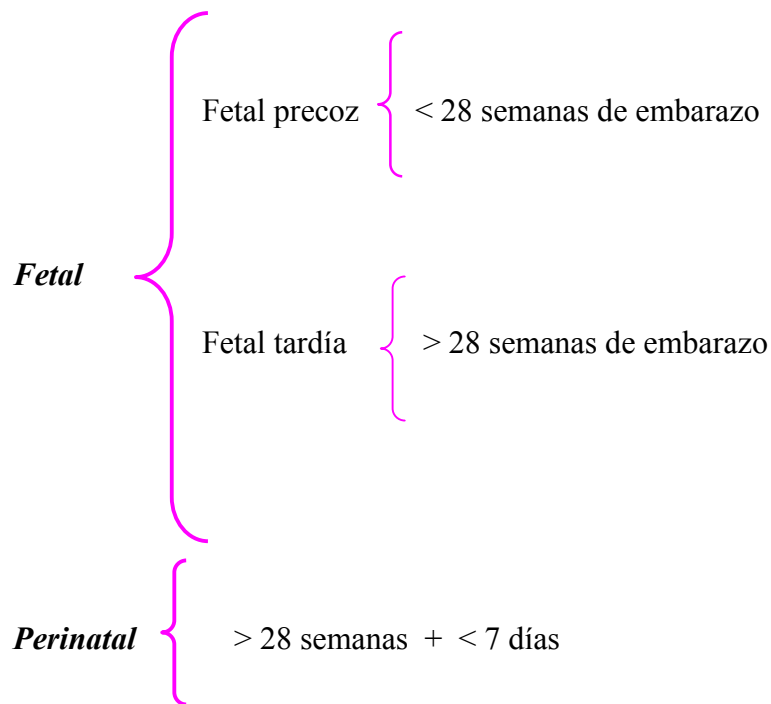 Fetal precoz < 28 semanas de embarazo
Fetal
Fetal tardía > 28 semanas de embarazo
Perinatal > 28 semanas + < 7 días